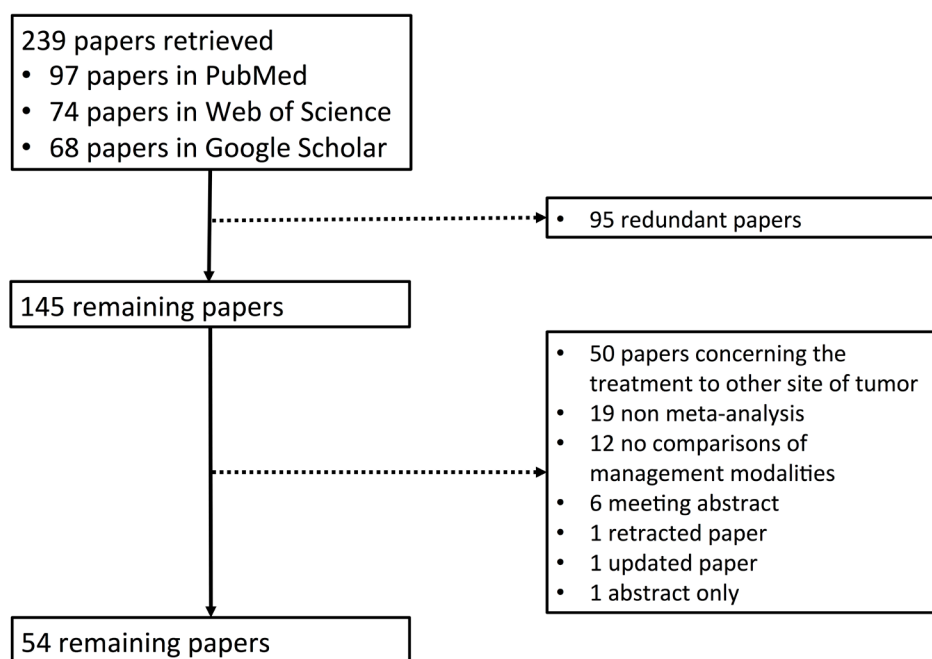 239 papers retrieved
• 97 papers in PubMed
• 74 papers in Web of Science
• 68 papers in Google Scholar
• 95 redundant papers
145 remaining papers
• 50 papers concerning the
treatment to other site of tumor
• 19 non meta-analysis
• 12 no comparisons of
management modalities
• 6 meeting abstract
• 1 retracted paper
• 1 updated paper
• 1 abstract only
54 remaining papers